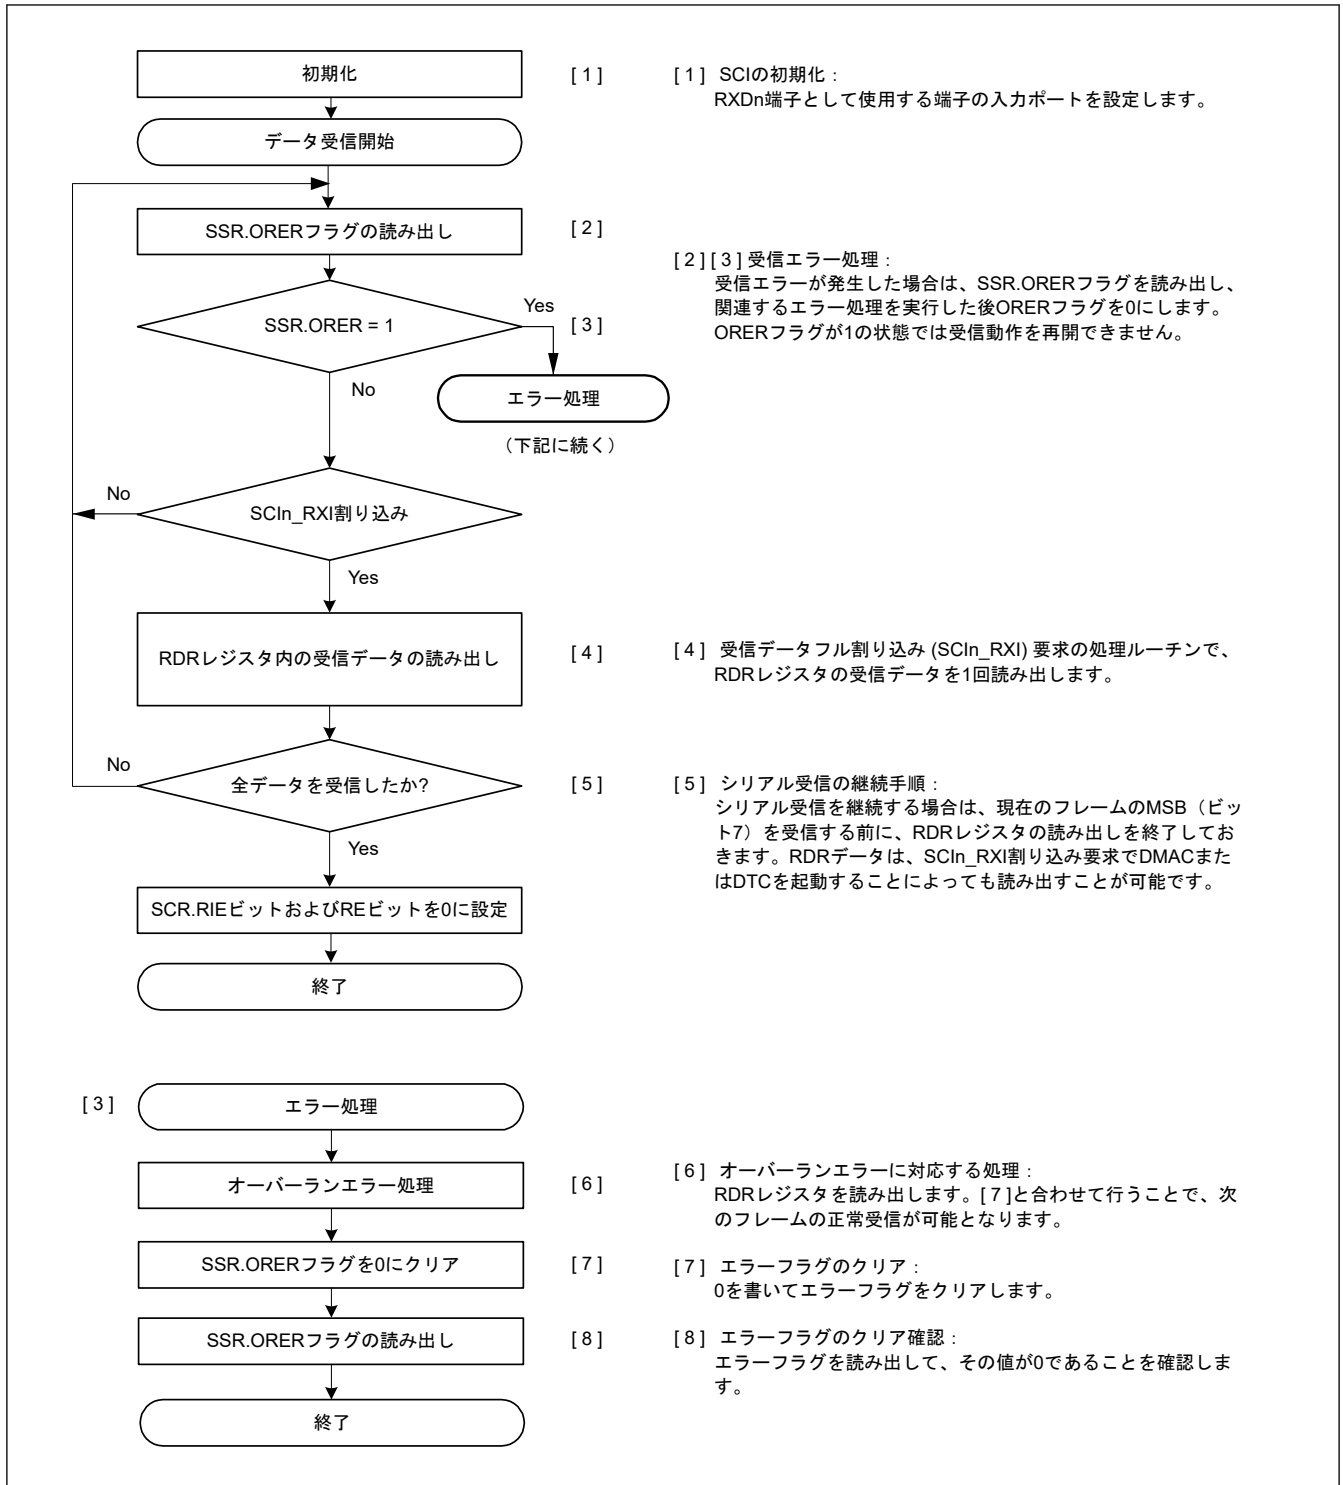 初期化
[ 1 ]
[ 1 ] SCIの初期化：
RXDn端子として使用する端子の入力ポートを設定します。
データ受信開始
SSR.ORERフラグの読み出し
[ 2 ]
[ 2 ] [ 3 ] 受信エラー処理：
受信エラーが発生した場合は、SSR.ORERフラグを読み出し、
関連するエラー処理を実行した後ORERフラグを0にします。
ORERフラグが1の状態では受信動作を再開できません。
SSR.ORER = 1
Yes
[ 3 ]
No
エラー処理
（下記に続く）
No
SCIn_RXI割り込み
Yes
RDRレジスタ内の受信データの読み出し
[ 4 ]
[ 4 ] 受信データフル割り込み (SCIn_RXI) 要求の処理ルーチンで、
RDRレジスタの受信データを1回読み出します。
No
全データを受信したか?
[ 5 ]
[ 5 ] シリアル受信の継続手順：
シリアル受信を継続する場合は、現在のフレームのMSB（ビッ
ト7）を受信する前に、RDRレジスタの読み出しを終了してお
きます。RDRデータは、SCIn_RXI割り込み要求でDMACまた
はDTCを起動することによっても読み出すことが可能です。
Yes
SCR.RIEビットおよびREビットを0に設定
終了
[ 3 ]
エラー処理
オーバーランエラー処理
[ 6 ]
[ 6 ] オーバーランエラーに対応する処理：
RDRレジスタを読み出します。[ 7 ]と合わせて行うことで、次
のフレームの正常受信が可能となります。
SSR.ORERフラグを0にクリア
[ 7 ]
[ 7 ] エラーフラグのクリア：
0を書いてエラーフラグをクリアします。
SSR.ORERフラグの読み出し
[ 8 ]
[ 8 ] エラーフラグのクリア確認：
エラーフラグを読み出して、その値が0であることを確認しま
す。
終了